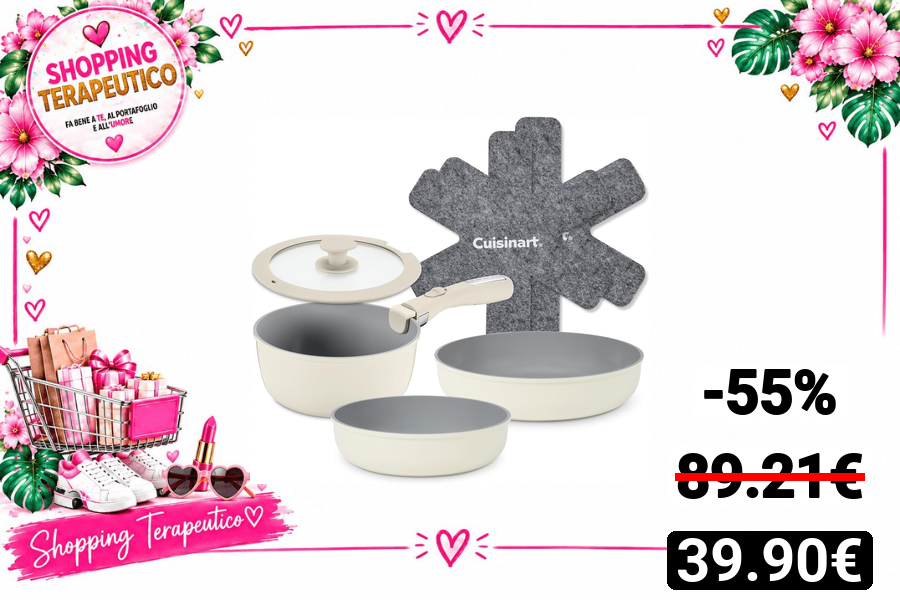 SHOPPING
TERAPEUTICO
FA BENE A TE, AL PORTAFOGLIO
E ALL'UMORE
Cuisinart.
-55%
89.21€
39.90€
Shopping Terapeutico